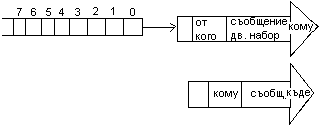 7 6 5 4 3 2 1 0
от кого
съобщение дв. набор
кому
кому
съобщ.
къде